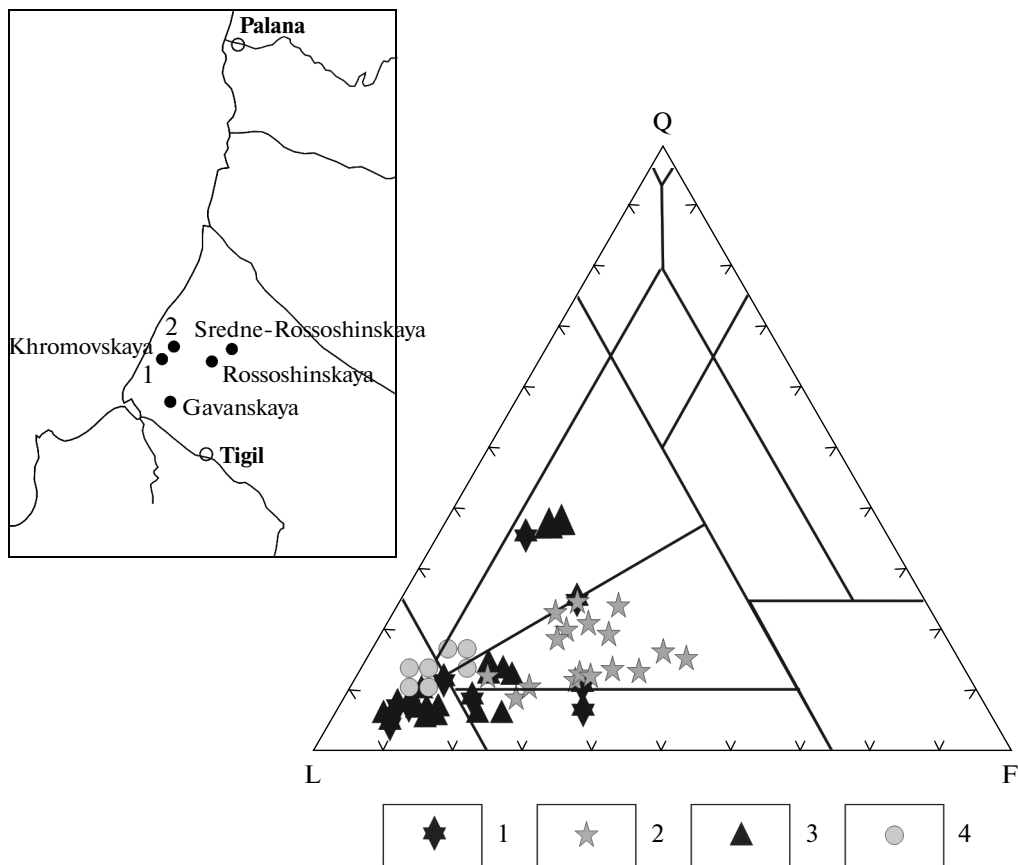 Palana
2
Sredne-Rossoshinskaya
Khromovskaya
1
Rossoshinskaya
Gavanskaya
Tigil
Q
L
F
1
2
3
4